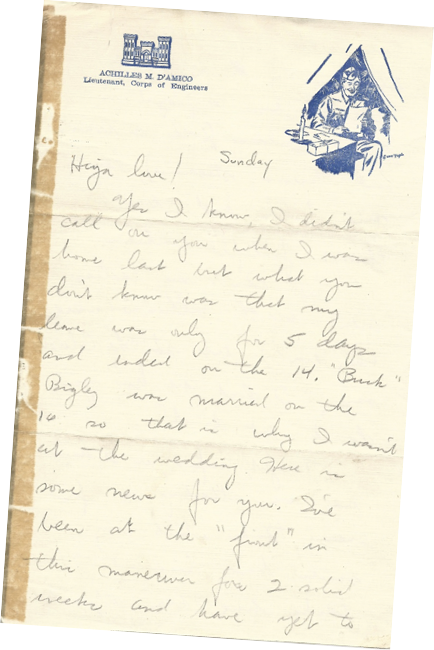 ACHILLES M. D'AMICO
Lieutenant, Corps of Engineers
Sunday
Hiya love!
Yes I know, I didn't
call on you when I was
home last but what you
don't know was that my
leave was only for 5 days
and ended on the 14. "Buck"
Bigley was married on the
16 so that is why I wasn't
at the wedding. Here is
some news for you. I've
been at the "front" in
this maneuver for 2 solid
weeks and have yet to